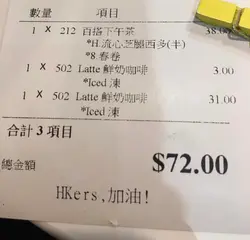 數量 項目
1 X 212 百搭下午茶 38.00
*H.流心芝腿西多(半)
*8.春卷
1 X 502 Latte 鮮奶咖啡 3.00
*Iced 凍
1 X 502 Latte 鮮奶咖啡 31.00
*Iced 凍
合計 3 項目
總金額 $72.00
HKers,加油!